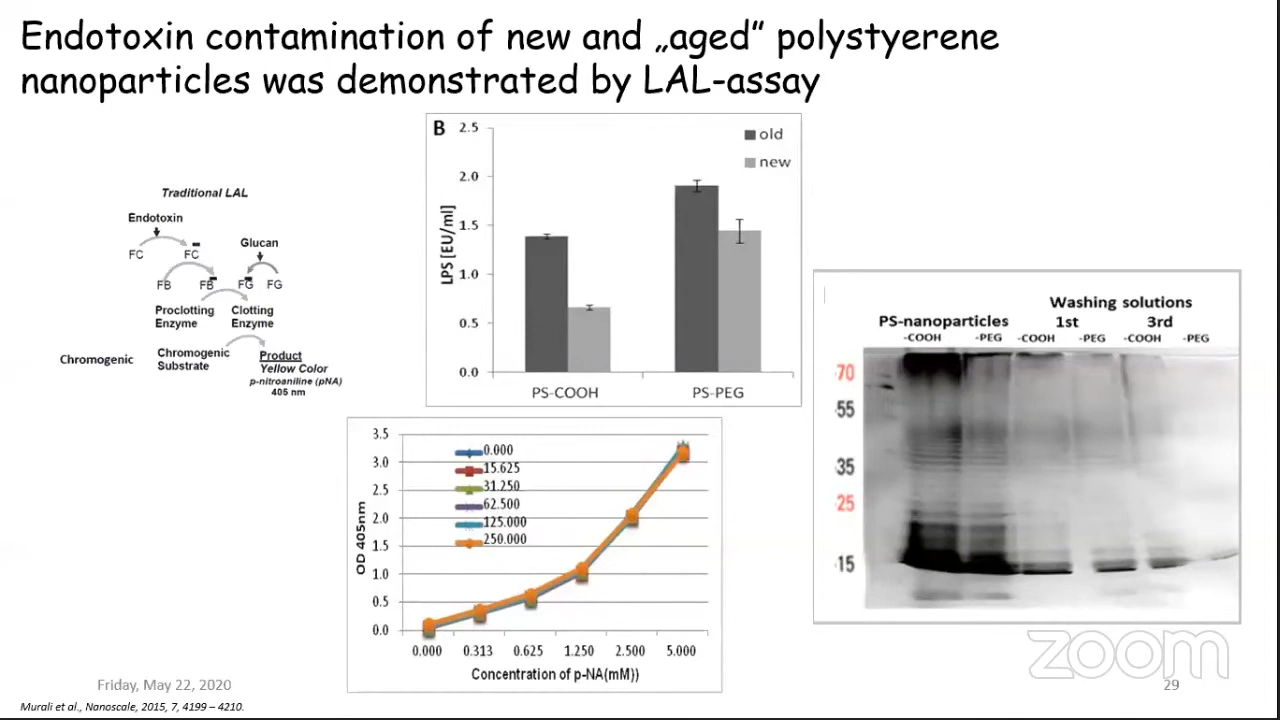 Endotoxin contamination of new and „aged” polystyerene
nanoparticles was demonstrated by LAL-assay
Traditional LAL
Endotoxin
FC
FC
Glucan
FB
FB
FG
FG
Proclotting
Enzyme
Clotting
Enzyme
Chromogenic
Chromogenic
Substrate
Product
Yellow Color
p-nitroaniline (pNA)
405 nm
B
old
new
LPS [EU/ml]
2.5
2.0
1.5
1.0
0.5
0.0
PS-COOH
PS-PEG
OD 405nm
3.5
3.0
2.5
2.0
1.5
1.0
0.5
0.0
0.000
15.625
31.250
62.500
125.000
250.000
0.000 0.313 0.625 1.250 2.500 5.000
Concentration of p-NA(mM))
Washing solutions
PS-nanoparticles 1st 3rd
-COOH -PEG -COOH -PEG -COOH -PEG
70
55
35
25
15
zoom
Friday, May 22, 2020
29
Murali et al., Nanoscale, 2015, 7, 4199 – 4210.